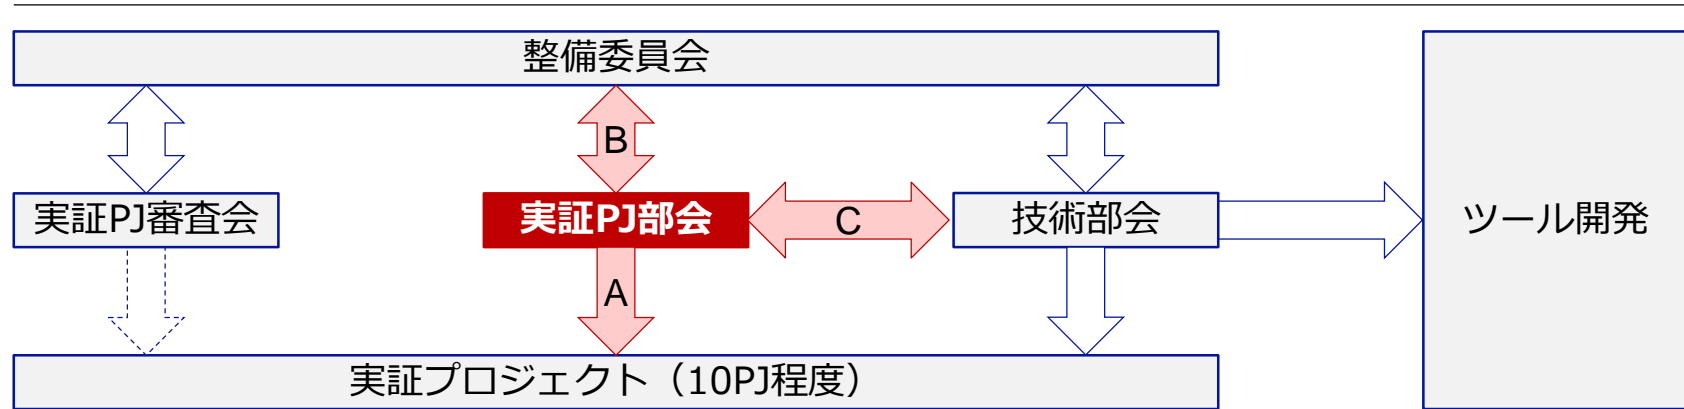 整備委員会
B
実証PJ審査会
実証PJ部会
C
技術部会
ツール開発
A
実証プロジェクト（10PJ程度）